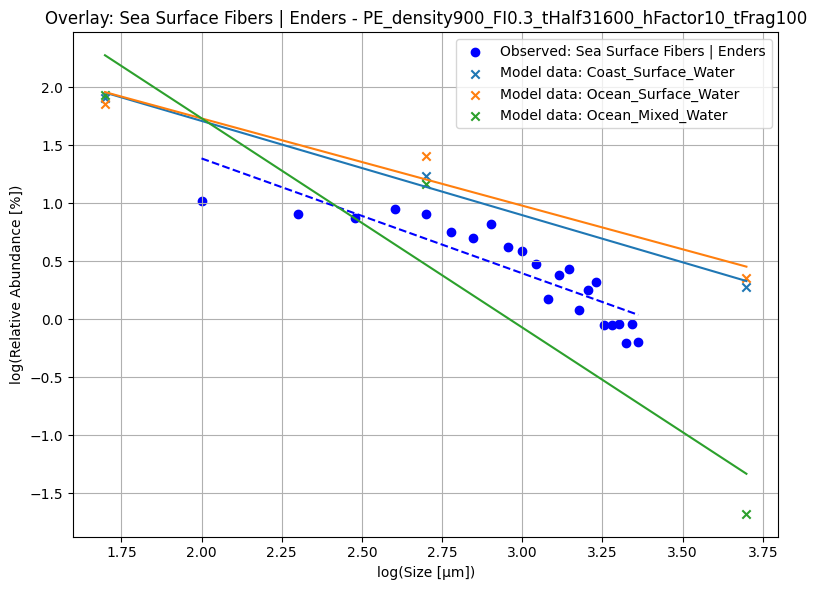 Overlay: Sea Surface Fibers | Enders - PE_density900_FI0.3_tHalf31600_hFactor10_tFrag100
Observed: Sea Surface Fibers | Enders
Model data: Coast_Surface_Water
Model data: Ocean_Surface_Water
Model data: Ocean_Mixed_Water
log(Relative Abundance [%])
2.0
1.5
1.0
0.5
0.0
−0.5
−1.0
−1.5
1.75 2.00 2.25 2.50 2.75 3.00 3.25 3.50 3.75
log(Size [μm])